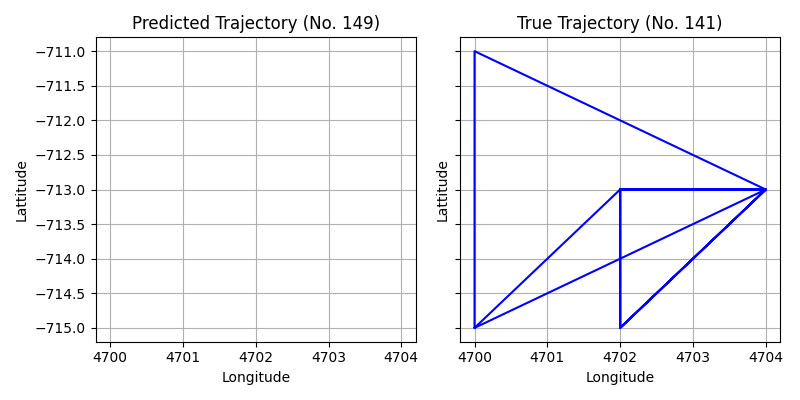 Predicted Trajectory (No. 149)
Lattitude
−711.0
−711.5
−712.0
−712.5
−713.0
−713.5
−714.0
−714.5
−715.0
4700 4701 4702 4703 4704
Longitude
True Trajectory (No. 141)
Lattitude
4700 4701 4702 4703 4704
Longitude